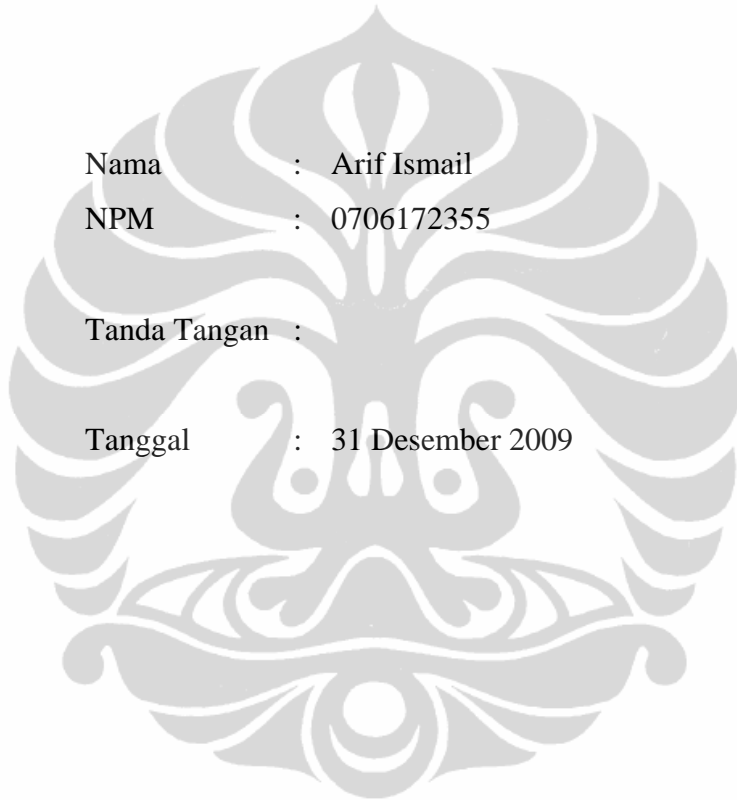 Nama : Arif Ismail
NPM : 0706172355
Tanda Tangan :
Tanggal : 31 Desember 2009